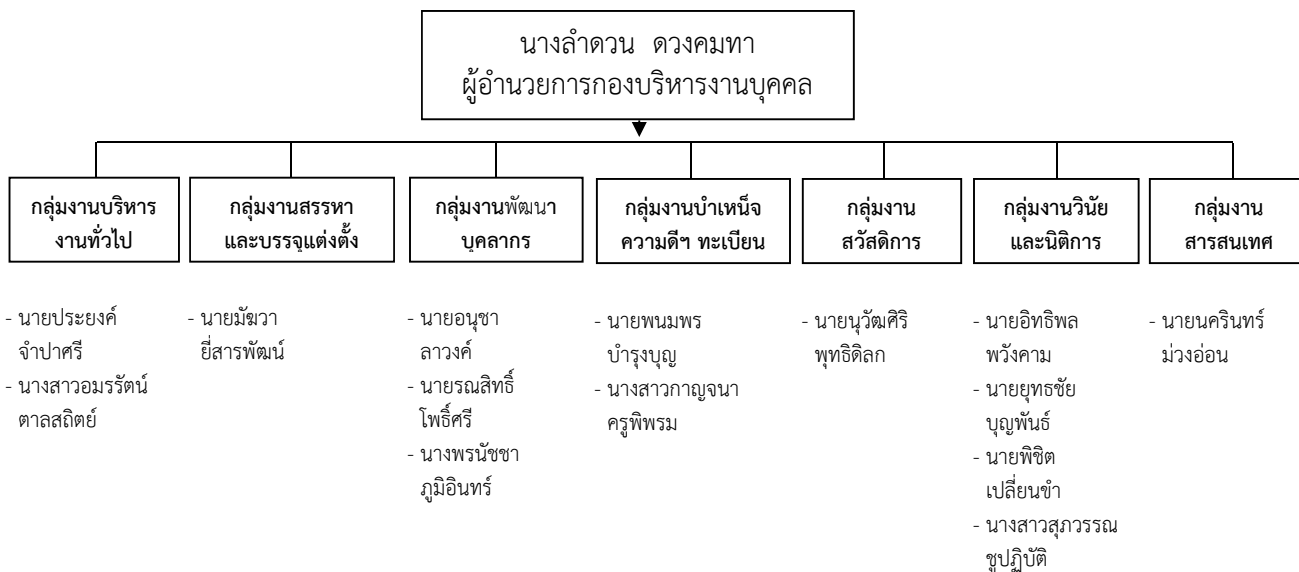 นางลำดวน ดวงคมทา
ผู้อำนวยการกองบริหารงานบุคคล
กลุ่มงานบริหาร
งานทั่วไป
กลุ่มงานสรรหา
และบรรจุแต่งตั้ง
กลุ่มงานพัฒนา
บุคลากร
กลุ่มงานบำเหน็จ
ความดีฯ ทะเบียน
กลุ่มงาน
สวัสดิการ
กลุ่มงานวินัย
และนิติการ
กลุ่มงาน
สารสนเทศ
- นายประยงค์
จำปาศรี
- นางสาวอมรรัตน์
ตาลสถิตย์
- นายมัฆวา
ยี่สารพัฒน์
- นายอนุชา
ลาวงค์
- นายรณสิทธิ์
โพธิ์ศรี
- นางพรนัชชา
ภูมิอินทร์
- นายพนมพร
บำรุงบุญ
- นางสาวกาญจนา
ครูพิพรม
- นายนุวัฒศิริ
พุทธิดิลก
- นายอิทธิพล
พวังคาม
- นายยุทธชัย
บุญพันธ์
- นายพิชิต
เปลี่ยนขำ
- นางสาวสุภวรรณ
ชูปฏิบัติ
- นายนครินทร์
ม่วงอ่อน